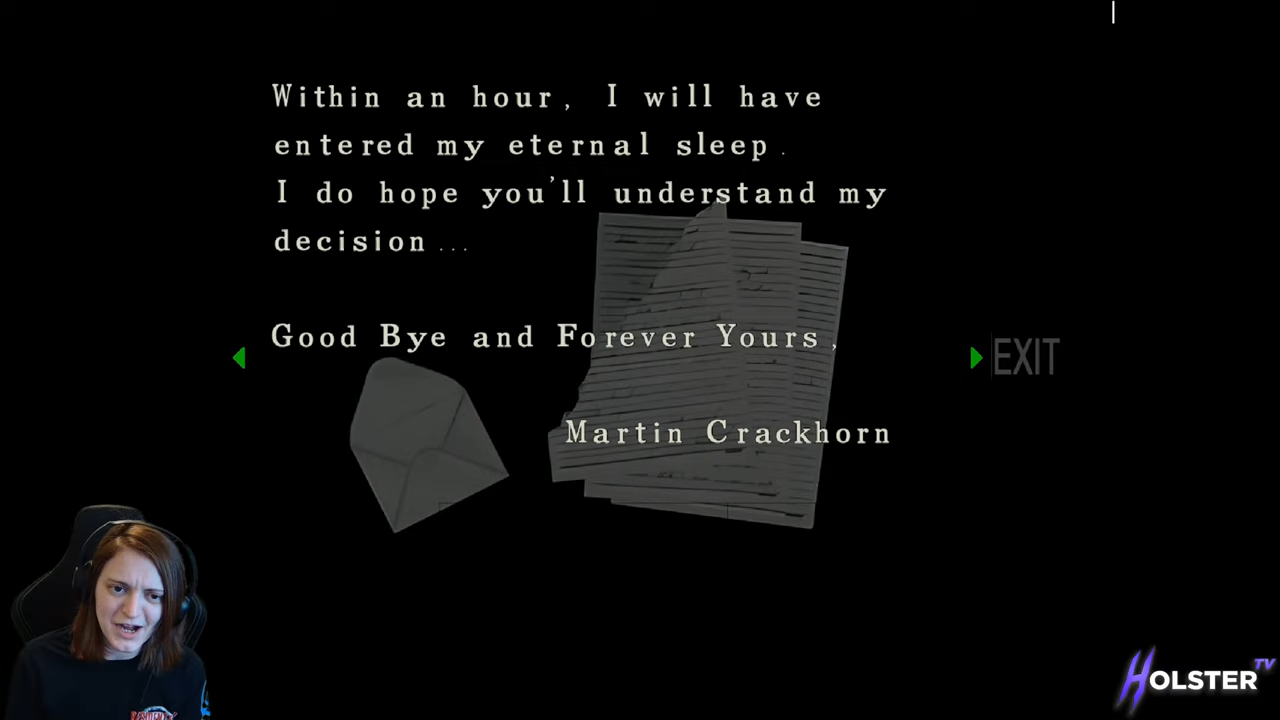 Within an hour, I will have
entered my eternal sleep.
I do hope you'll understand my
decision...
Good Bye and Forever Yours,
EXIT
Martin Crackhorn
HOLSTER TV